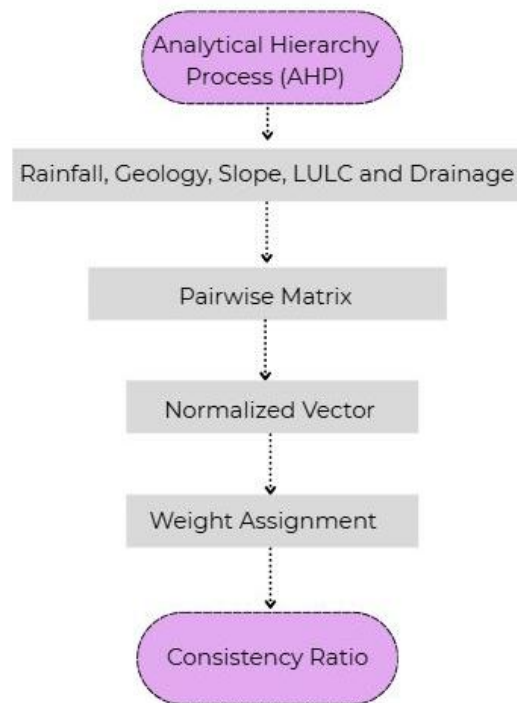 Analytical Hierarchy
Process (AHP)
Rainfall, Geology, Slope, LULC and Drainage
Pairwise Matrix
Normalized Vector
Weight Assignment
Consistency Ratio